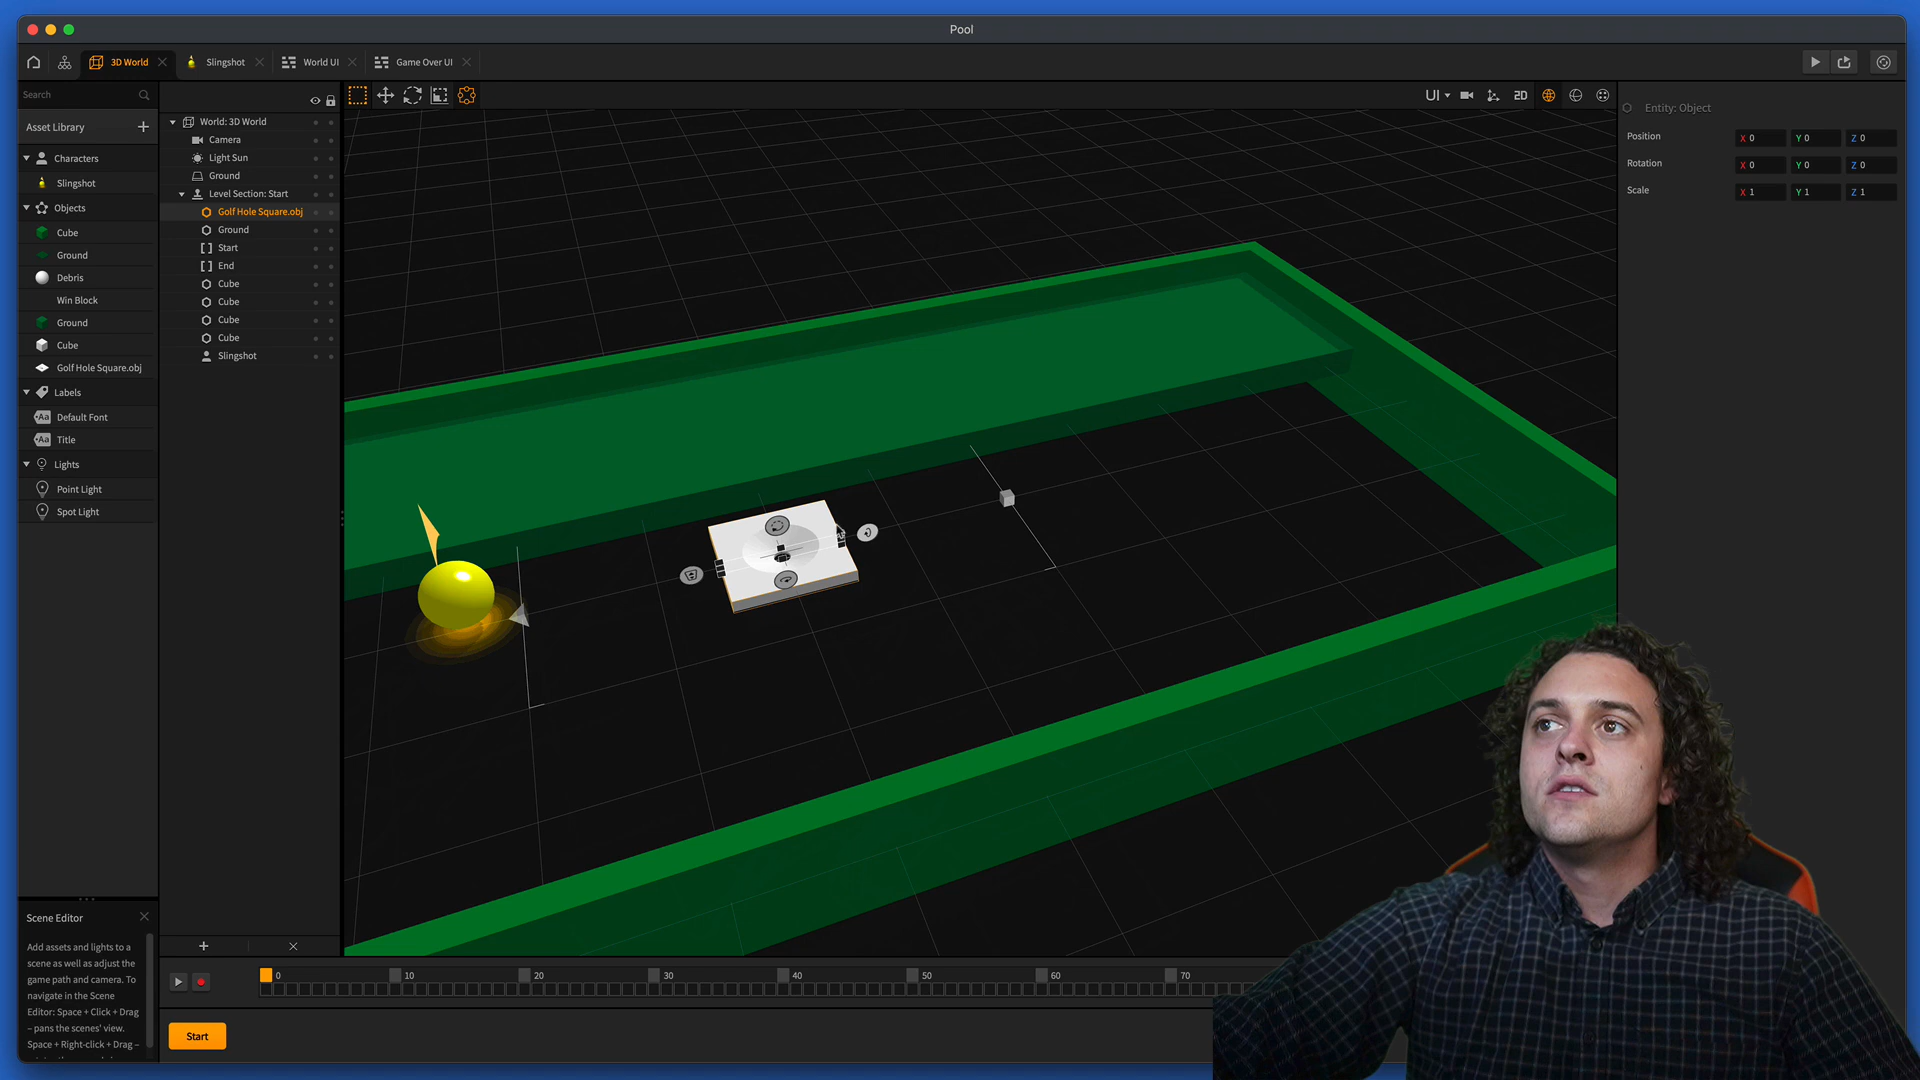 Pool
3D World
Slingshot
World UI
Game Over UI
Search
Asset Library
Characters
Slingshot
Objects
Cube
Ground
Debris
Win Block
Ground
Cube
Golf Hole Square.obj
Labels
Aa Default Font
Aa Title
Lights
Point Light
Spot Light
World: 3D World
Camera
Light Sun
Ground
Level Section: Start
Golf Hole Square.obj
Ground
Start
End
Cube
Cube
Cube
Cube
Slingshot
UI
2D
Entity: Object
Position X 0 Y 0 Z 0
Rotation X 0 Y 0 Z 0
Scale X 1 Y 1 Z 1
Scene Editor
Add assets and lights to a
scene as well as adjust the
game path and camera. To
navigate in the Scene
Editor: Space + Click + Drag
– pans the scenes' view.
Space + Right-click + Drag –
0 10 20 30 40 50 60 70
Start